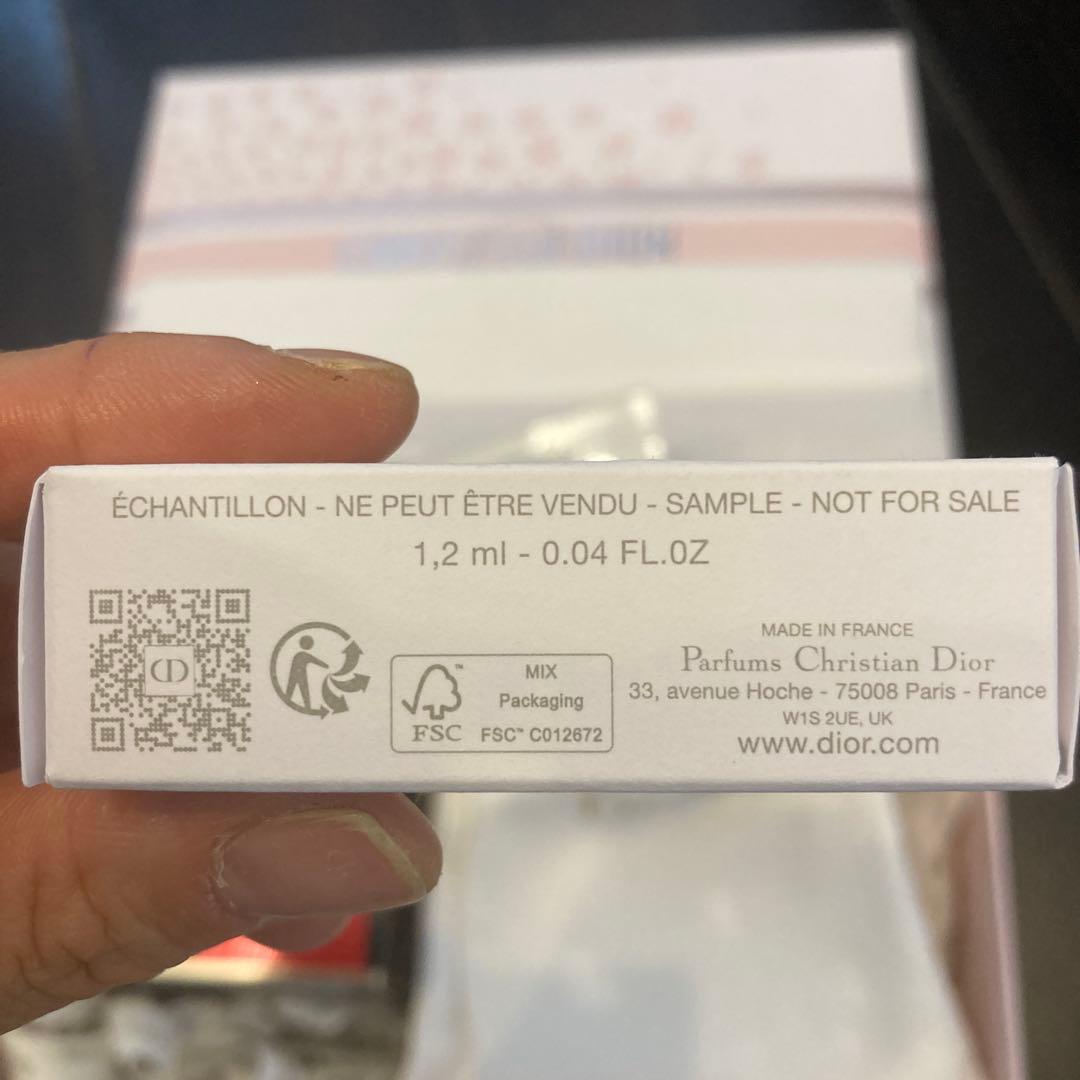 ÉCHANTILLON - NE PEUT ÊTRE VENDU - SAMPLE - NOT FOR SALE
1,2 ml - 0.04 FL.OZ
CD
MIX
Packaging
FSC
FSC™ C012672
MADE IN FRANCE
Parfums Christian Dior
33, avenue Hoche - 75008 Paris - France
W1S 2UE, UK
www.dior.com